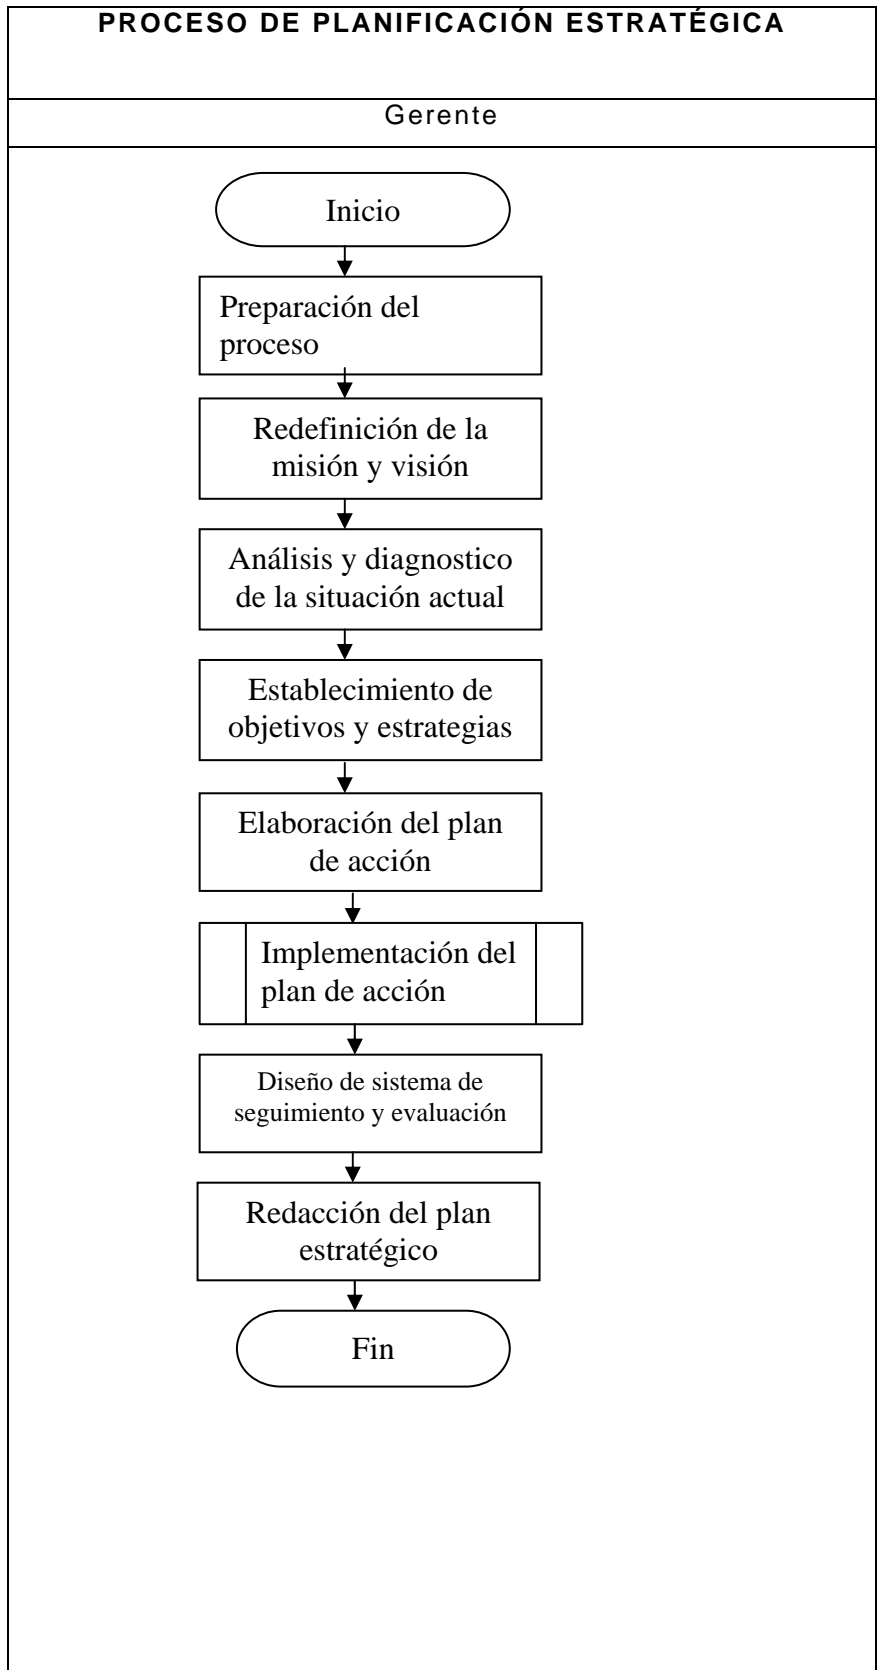 PROCESO DE PLANIFICACIÓN ESTRATÉGICA
Gerente
Inicio
Preparación del
proceso
Redefinición de la
misión y visión
Análisis y diagnostico
de la situación actual
Establecimiento de
objetivos y estrategias
Elaboración del plan
de acción
Implementación del
plan de acción
Diseño de sistema de
seguimiento y evaluación
Redacción del plan
estratégico
Fin